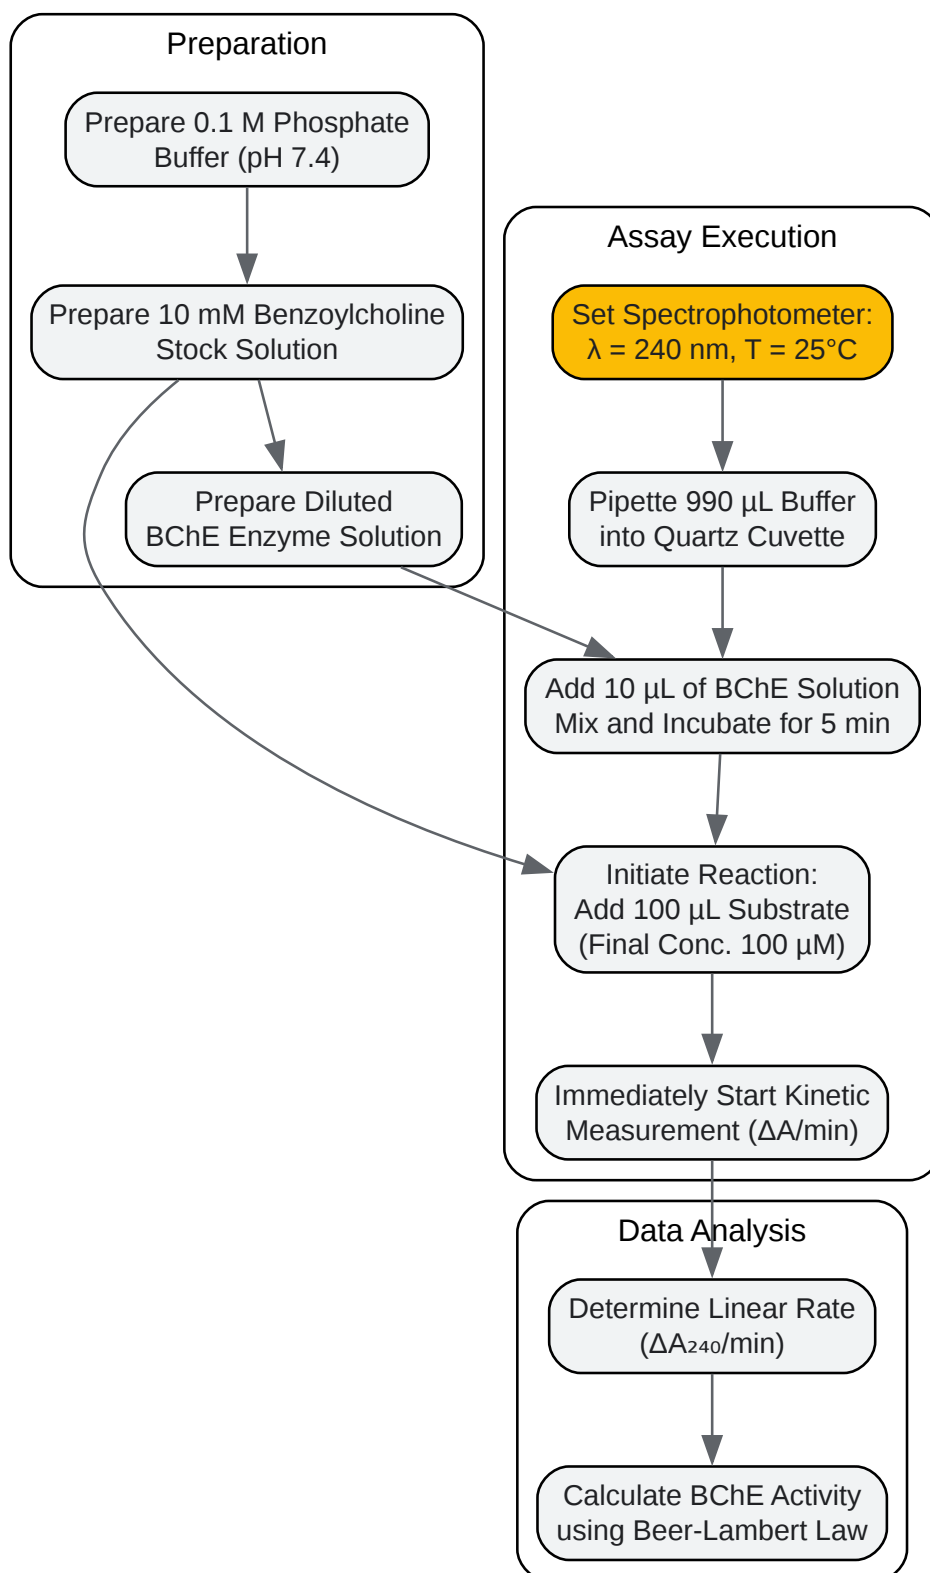 Preparation
Prepare 0.1 M Phosphate
Buffer (pH 7.4)
Prepare 10 mM Benzoylcholine
Stock Solution
Prepare Diluted
BChE Enzyme Solution
Assay Execution
Set Spectrophotometer:
λ = 240 nm, T = 25°C
Pipette 990 µL Buffer
into Quartz Cuvette
Add 10 µL of BChE Solution
Mix and Incubate for 5 min
Initiate Reaction:
Add 100 µL Substrate
(Final Conc. 100 µM)
Immediately Start Kinetic
Measurement (ΔA/min)
Data Analysis
Determine Linear Rate
(ΔA₂₄₀/min)
Calculate BChE Activity
using Beer-Lambert Law